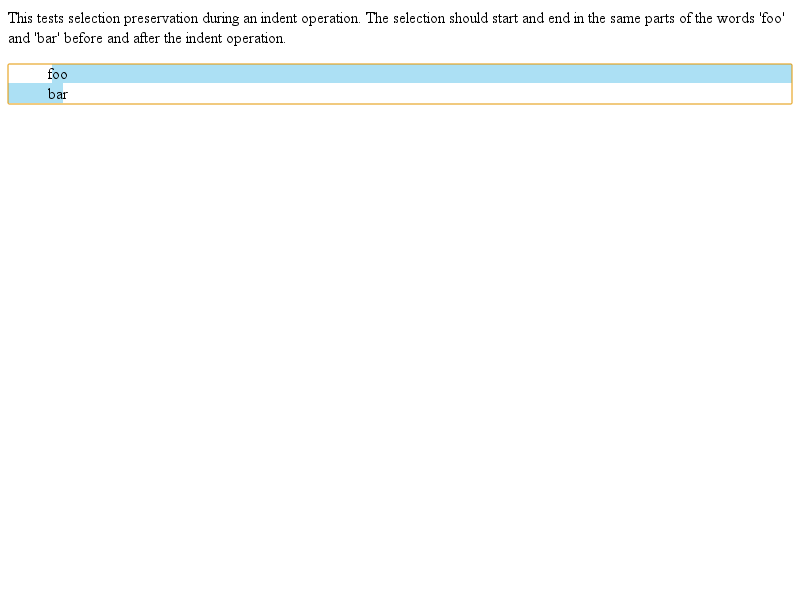 This tests selection preservation during an indent operation. The selection should start and end in the same parts of the words 'foo'
and 'bar' before and after the indent operation.
foo
bar